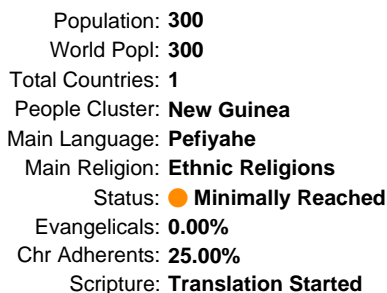 Population: 300
World Popl: 300
Total Countries: 1
People Cluster: New Guinea
Main Language: Pefiyahe
Main Religion: Ethnic Religions
Status: Minimally Reached
Evangelicals: 0.00%
Chr Adherents: 25.00%
Scripture: Translation Started